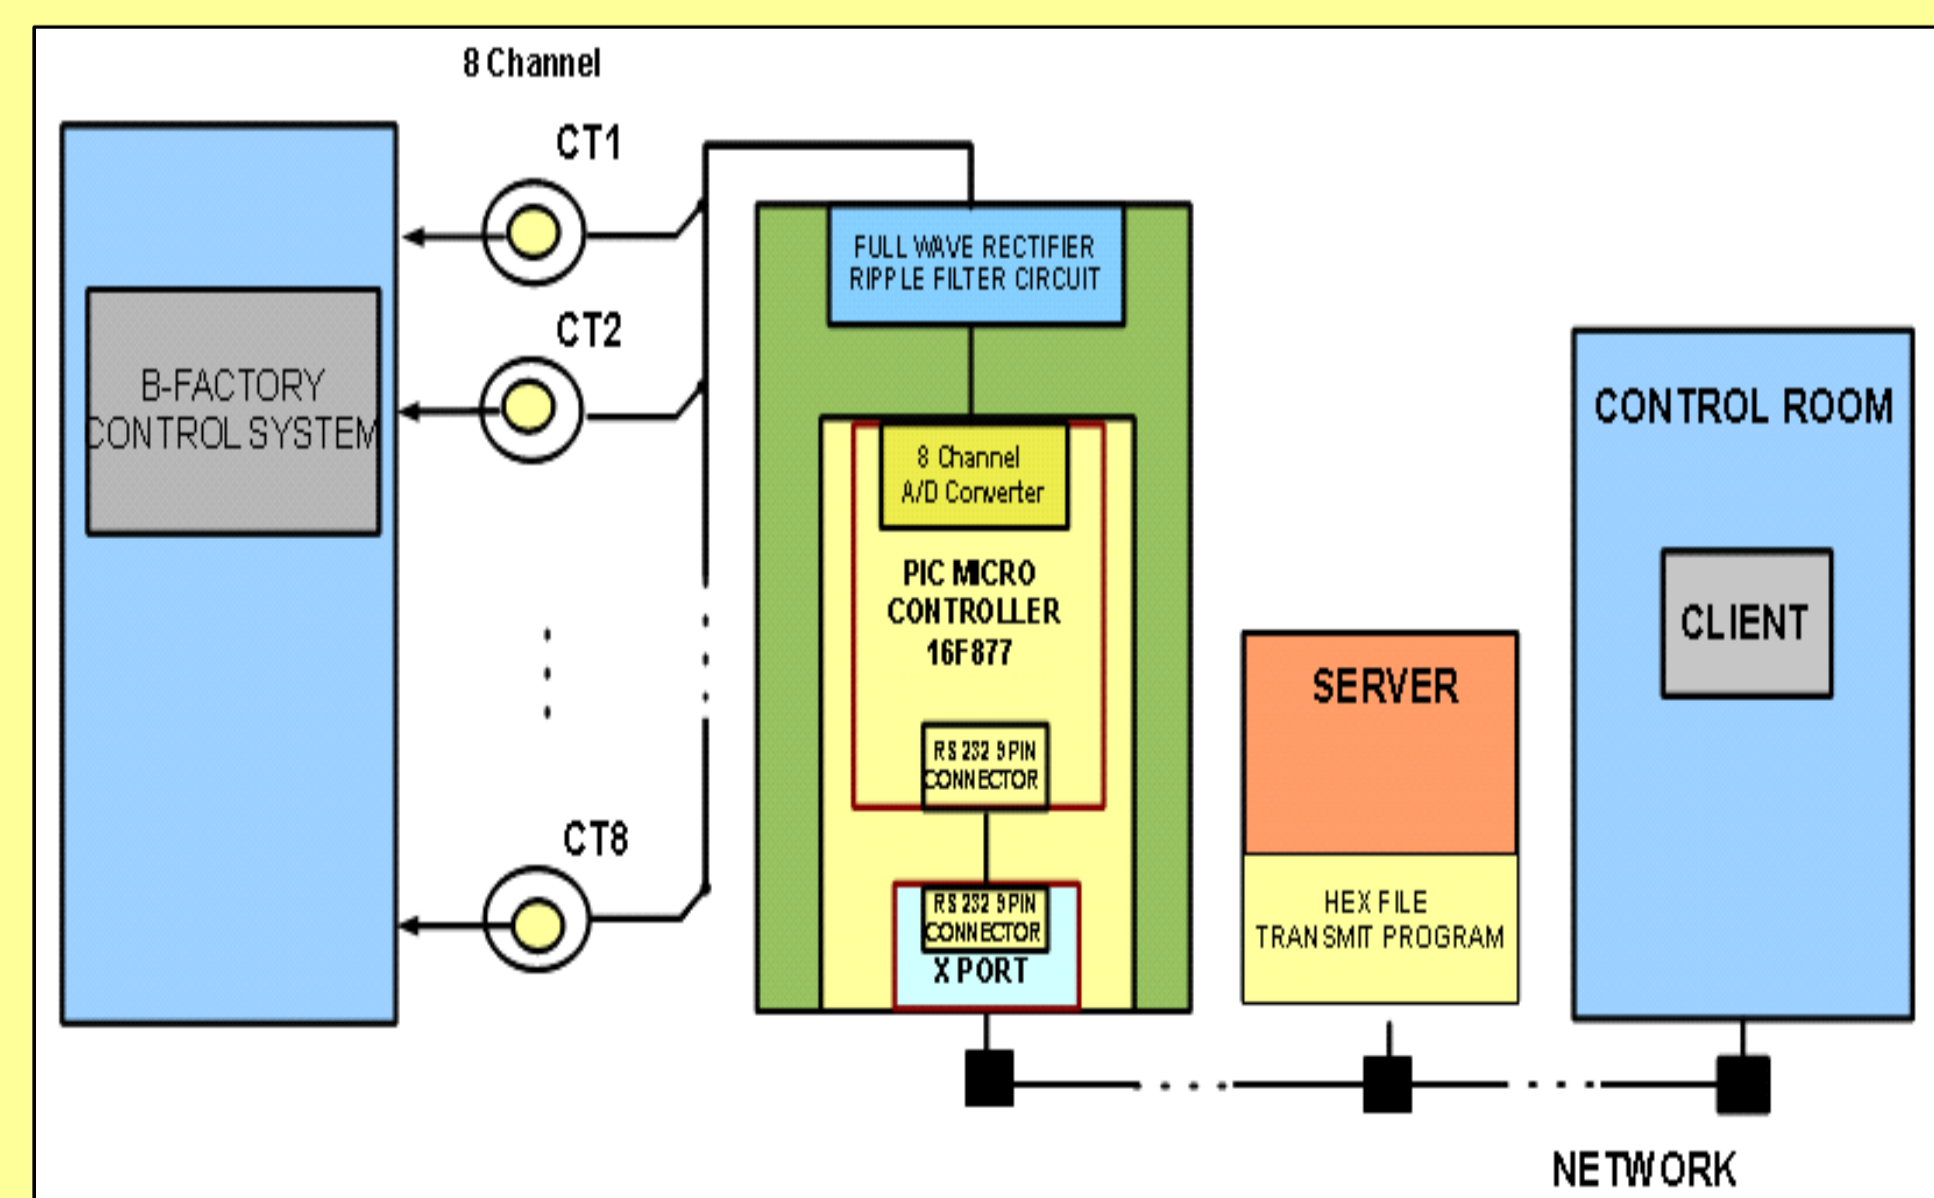 8 Channel
CT1
CT2
CT8
B-FACTORY
CONTROL SYSTEM
FULL WAVE RECTIFIER
RIPPLE FILTER CIRCUIT
8 Channel
A/D Converter
PIC MICRO
CONTROLLER
16F877
RS 232 9PIN
CONNECTOR
RS 232 9PIN
CONNECTOR
X PORT
SERVER
HEX FILE
TRANSMIT PROGRAM
CONTROL ROOM
CLIENT
NETWORK